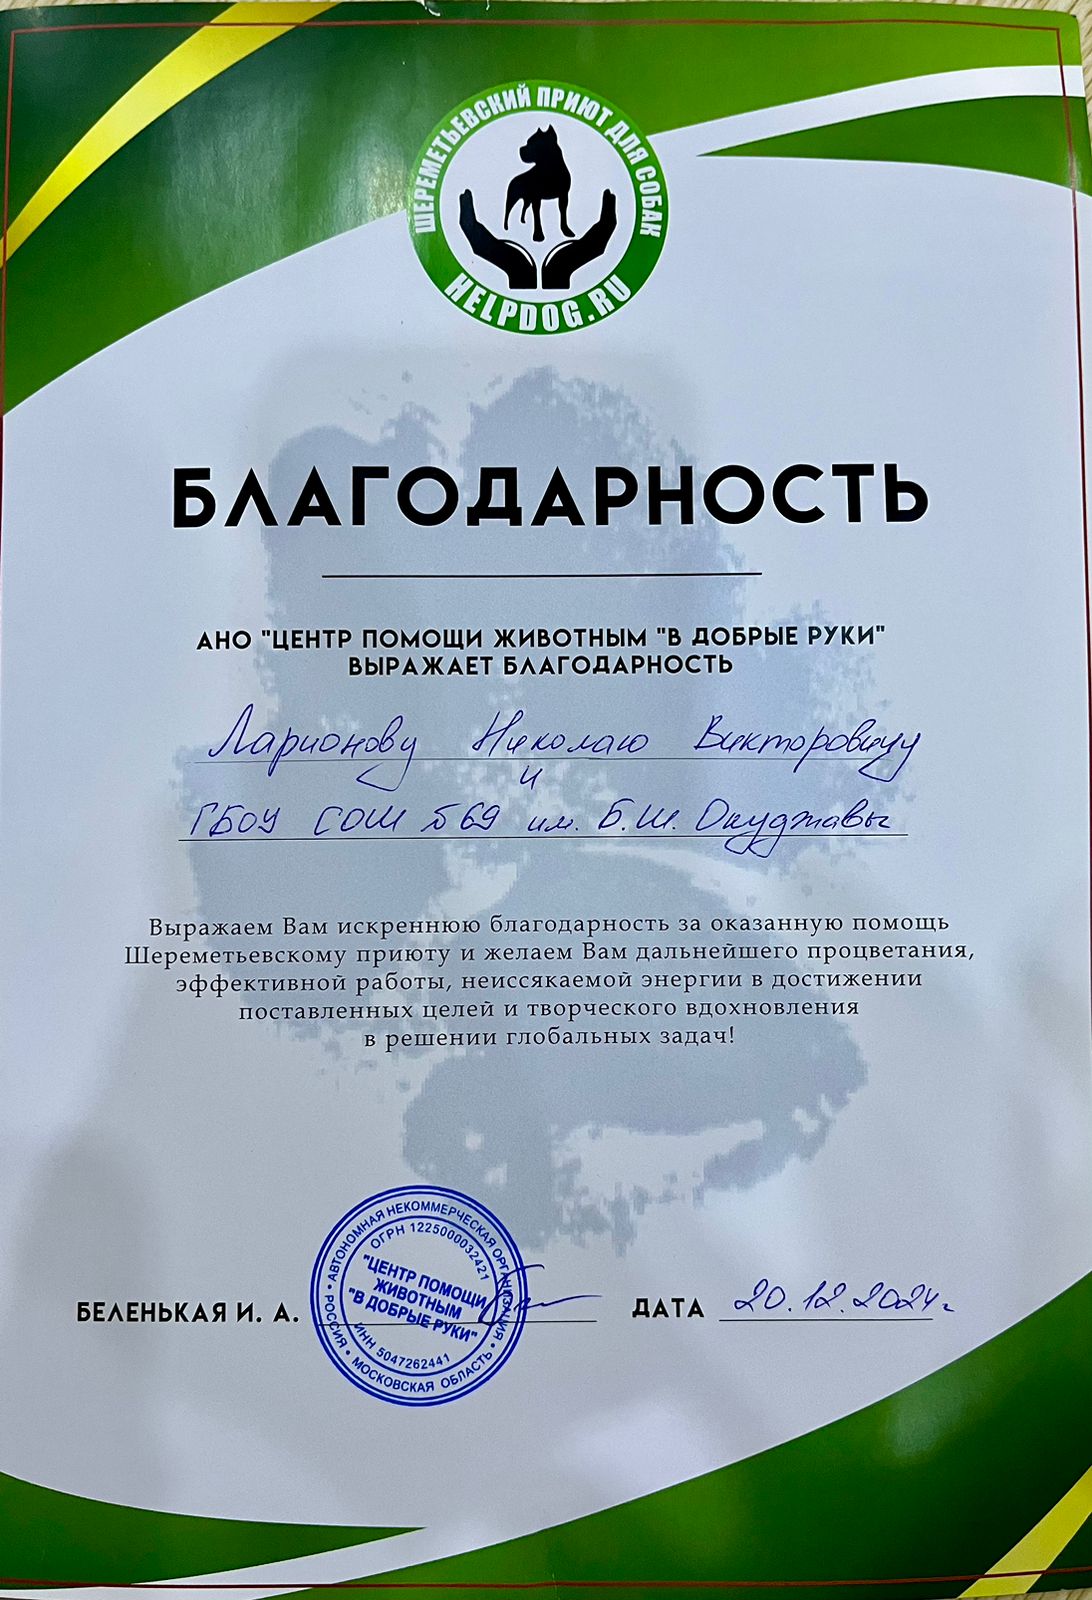 ШЕРЕМЕТЬЕВСКИЙ ПРИЮТ ДЛЯ СОБАК
HELPDOG.RU
БЛАГОДАРНОСТЬ
АНО "ЦЕНТР ПОМОЩИ ЖИВОТНЫМ "В ДОБРЫЕ РУКИ"
ВЫРАЖАЕТ БЛАГОДАРНОСТЬ
Ларионову Николаю Викторовичу
и
ГБОУ СОШ №69 им. Б.Ш. Окуджавы
Выражаем Вам искреннюю благодарность за оказанную помощь
Шереметьевскому приюту и желаем Вам дальнейшего процветания,
эффективной работы, неиссякаемой энергии в достижении
поставленных целей и творческого вдохновления
в решении глобальных задач!
БЕЛЕНЬКАЯ И. А.
АВТОНОМНАЯ НЕКОММЕРЧЕСКАЯ ОРГАНИЗАЦИЯ
ОГРН 1225000032421
"ЦЕНТР ПОМОЩИ
ЖИВОТНЫМ
"В ДОБРЫЕ РУКИ"
ИНН 5047262441
РОССИЯ • МОСКОВСКАЯ ОБЛАСТЬ •
ДАТА 20.12.2024г.